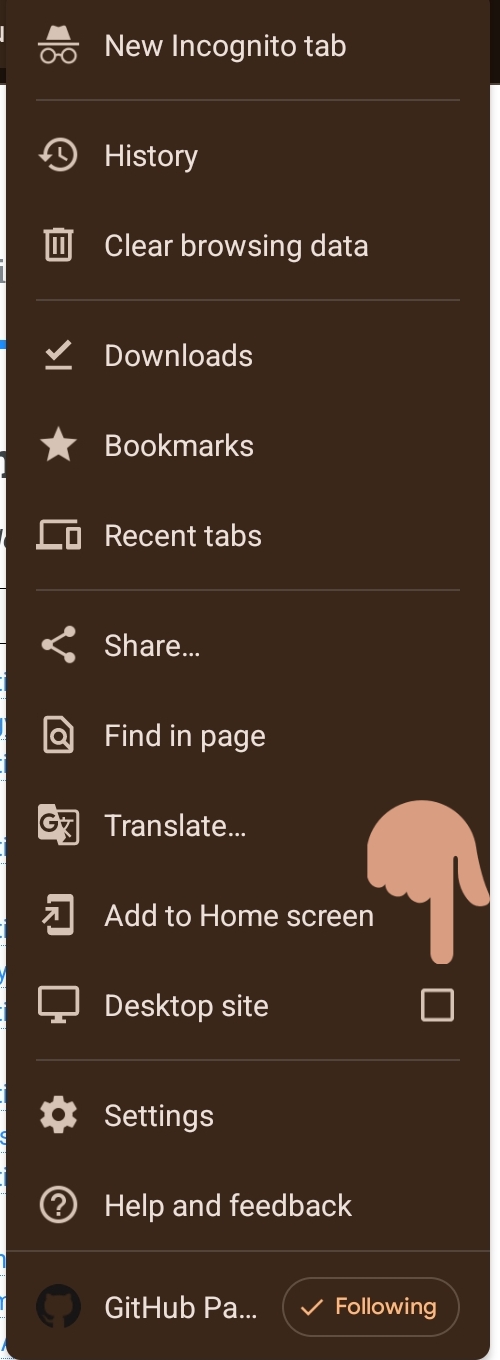 New Incognito tab
History
Clear browsing data
Downloads
Bookmarks
Recent tabs
Share...
Find in page
Translate...
Add to Home screen
Desktop site
Settings
Help and feedback
GitHub Pa... Following